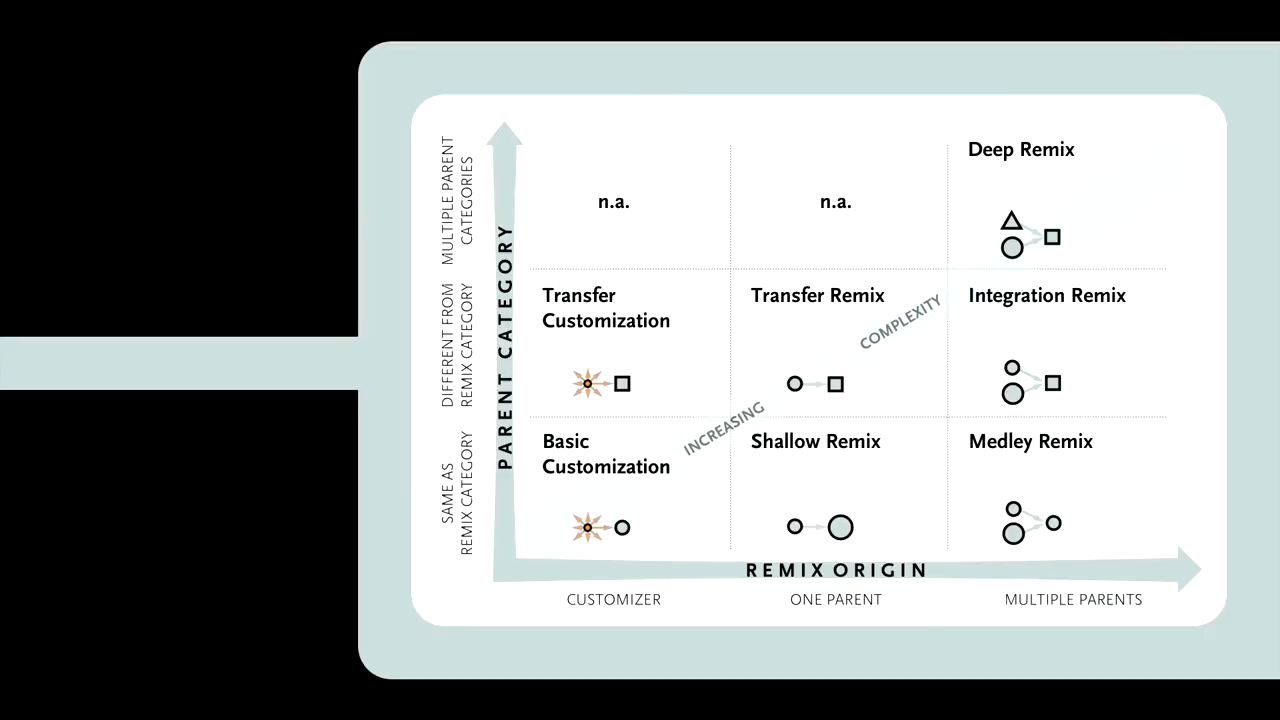 PARENT CATEGORY
MULTIPLE PARENT
CATEGORIES
DIFFERENT FROM
REMIX CATEGORY
SAME AS
REMIX CATEGORY
n.a.
n.a.
Deep Remix
Transfer
Customization
Transfer Remix
Integration Remix
Basic
Customization
Shallow Remix
Medley Remix
INCREASING
COMPLEXITY
REMIX ORIGIN
CUSTOMIZER
ONE PARENT
MULTIPLE PARENTS